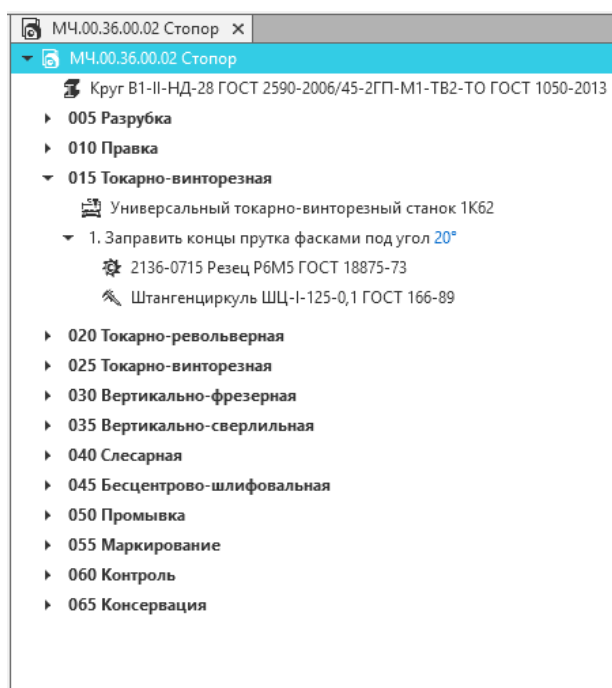 МЧ.00.36.00.02 Стопор
МЧ.00.36.00.02 Стопор
Круг В1-II-НД-28 ГОСТ 2590-2006/45-2ГП-М1-ТВ2-ТО ГОСТ 1050-2013
005 Разрубка
010 Правка
015 Токарно-винторезная
Универсальный токарно-винторезный станок 1К62
1. Заправить концы прутка фасками под угол 20°
2136-0715 Резец Р6М5 ГОСТ 18875-73
Штангенциркуль ШЦ-I-125-0,1 ГОСТ 166-89
020 Токарно-револьверная
025 Токарно-винторезная
030 Вертикально-фрезерная
035 Вертикально-сверлильная
040 Слесарная
045 Бесцентрово-шлифовальная
050 Промывка
055 Маркирование
060 Контроль
065 Консервация